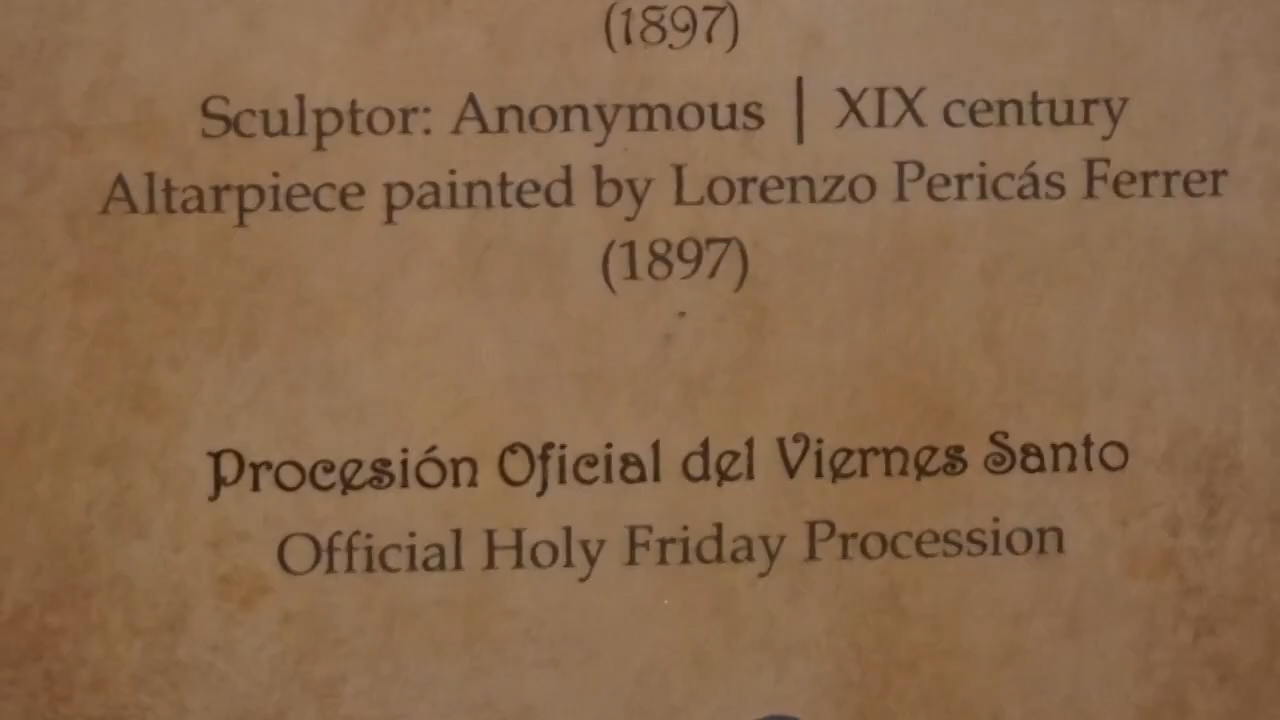 (1897)
Sculptor: Anonymous | XIX century
Altarpiece painted by Lorenzo Pericás Ferrer
(1897)
Procesión Oficial del Viernes Santo
Official Holy Friday Procession